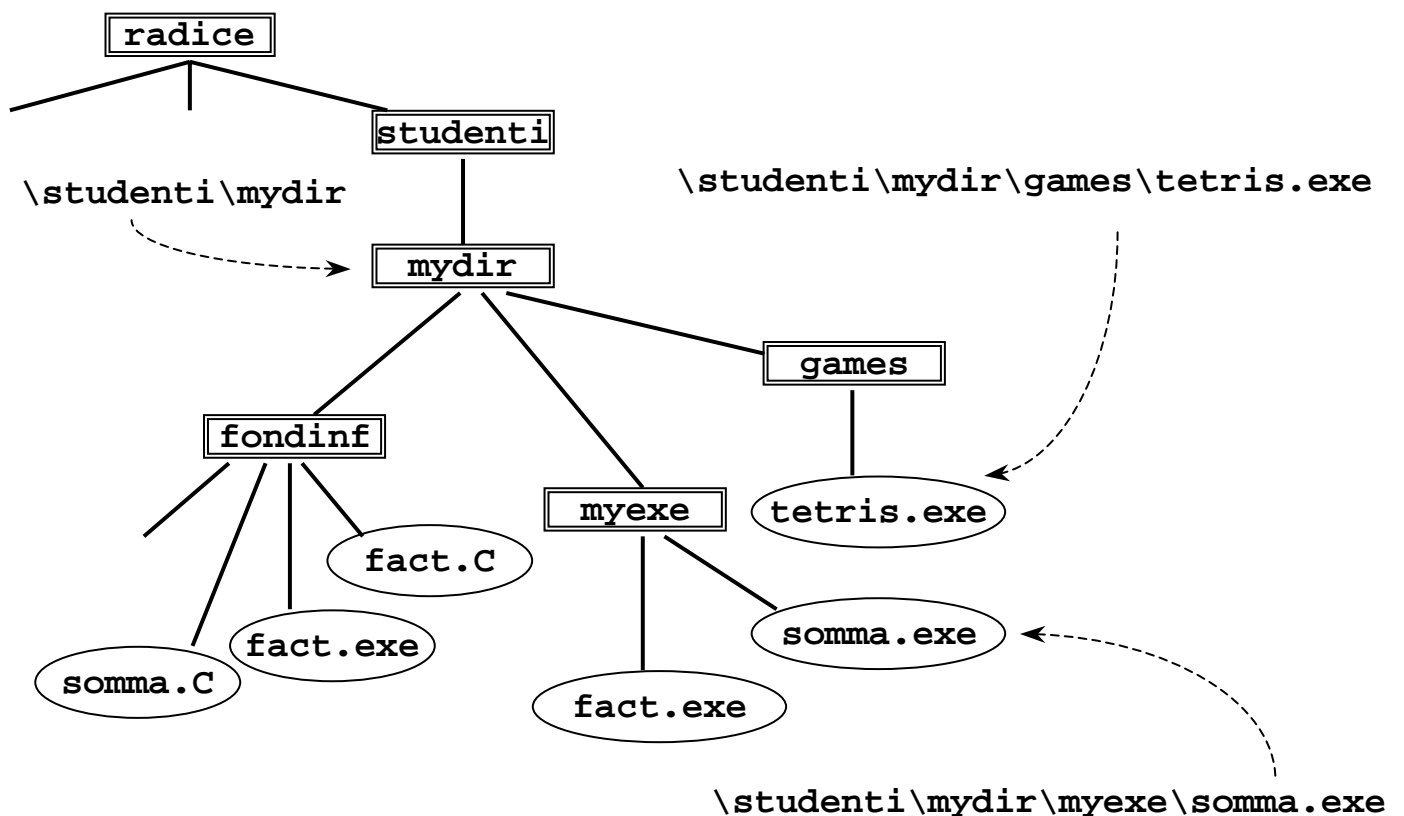 radice
studenti
\studenti\mydir
\studenti\mydir\games\tetris.exe
mydir
games
fondinf
myexe
tetris.exe
fact.C
somma.exe
fact.exe
somma.C
fact.exe
\studenti\mydir\myexe\somma.exe